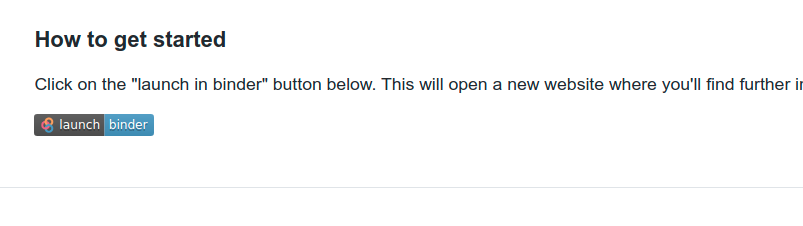 How to get started
Click on the "launch in binder" button below. This will open a new website where you'll find further
launch binder